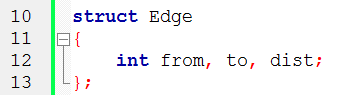 10 struct Edge
11 {
12 int from, to, dist;
13 };